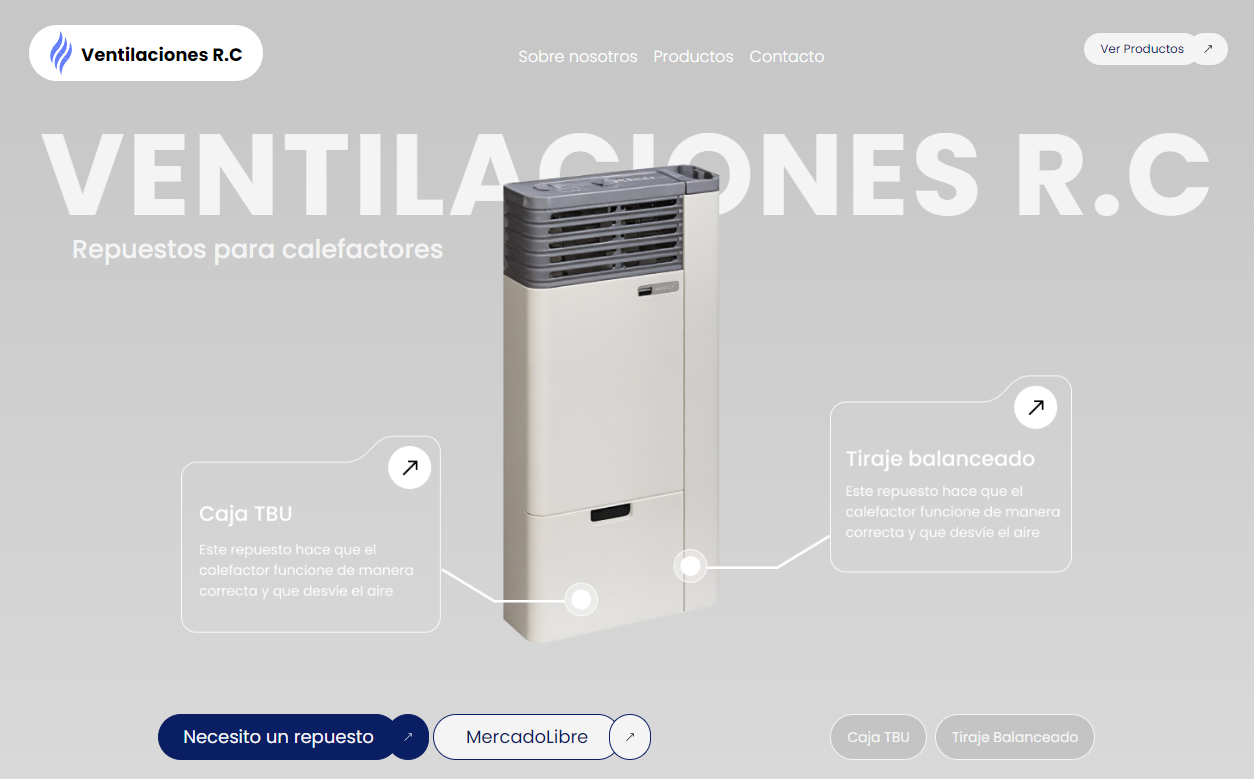 Ventilaciones R.C
Sobre nosotros Productos Contacto
Ver Productos
VENTILACIONES R.C
Repuestos para calefactores
Caja TBU
Este repuesto hace que el
calefactor funcione de manera
correcta y que desvíe el aire
Tiraje balanceado
Este repuesto hace que el
calefactor funcione de manera
correcta y que desvie el aire
Necesito un repuesto
MercadoLibre
Caja TBU
Tiraje Balanceado